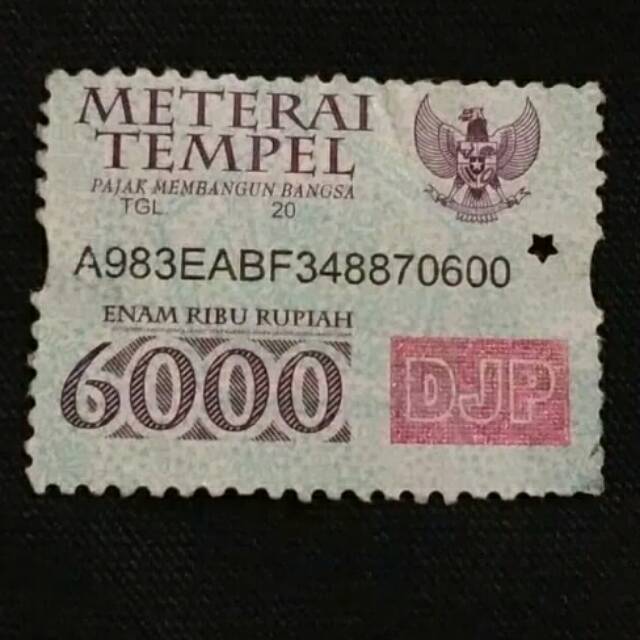 METERAI
TEMPEL
PAJAK MEMBANGUN BANGSA
TGL. 20
A983EABF348870600
ENAM RIBU RUPIAH
6000
DJP